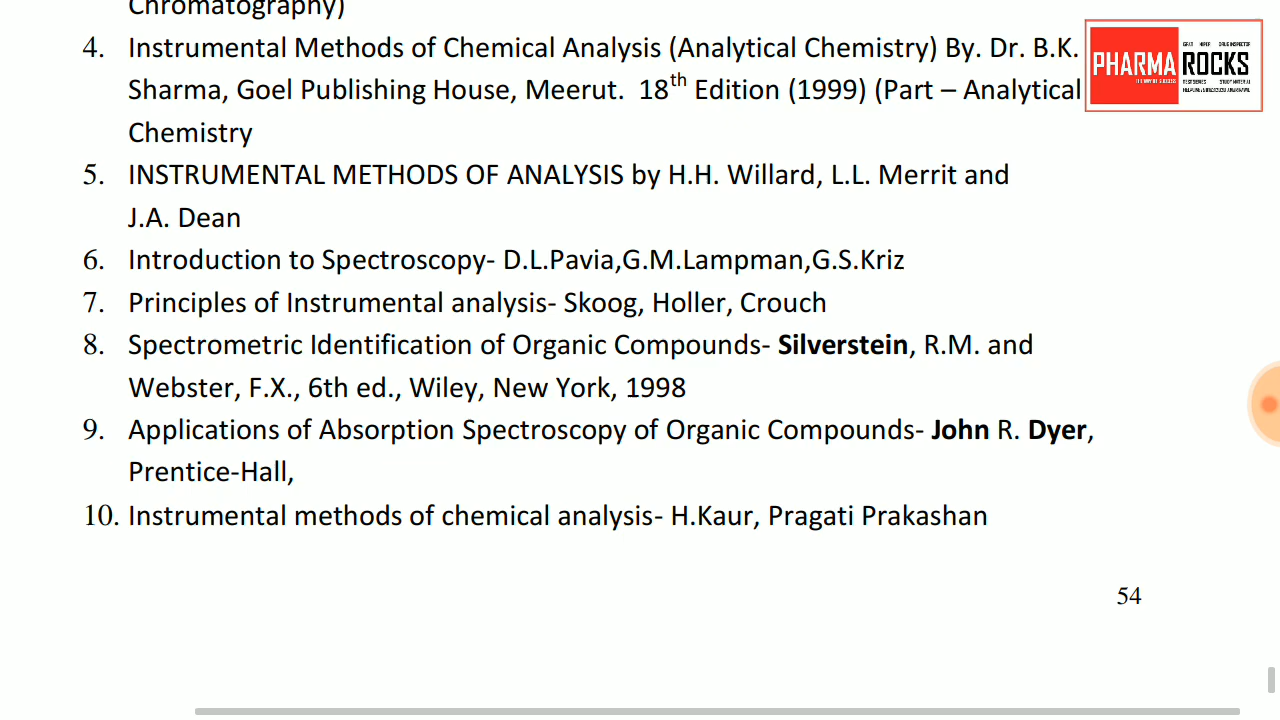 Chromatography)
4. Instrumental Methods of Chemical Analysis (Analytical Chemistry) By. Dr. B.K.
Sharma, Goel Publishing House, Meerut. 18th Edition (1999) (Part – Analytical
Chemistry
5. INSTRUMENTAL METHODS OF ANALYSIS by H.H. Willard, L.L. Merrit and
J.A. Dean
6. Introduction to Spectroscopy- D.L.Pavia,G.M.Lampman,G.S.Kriz
7. Principles of Instrumental analysis- Skoog, Holler, Crouch
8. Spectrometric Identification of Organic Compounds- Silverstein, R.M. and
Webster, F.X., 6th ed., Wiley, New York, 1998
9. Applications of Absorption Spectroscopy of Organic Compounds- John R. Dyer,
Prentice-Hall,
10. Instrumental methods of chemical analysis- H.Kaur, Pragati Prakashan
54
PHARMA ROCKS